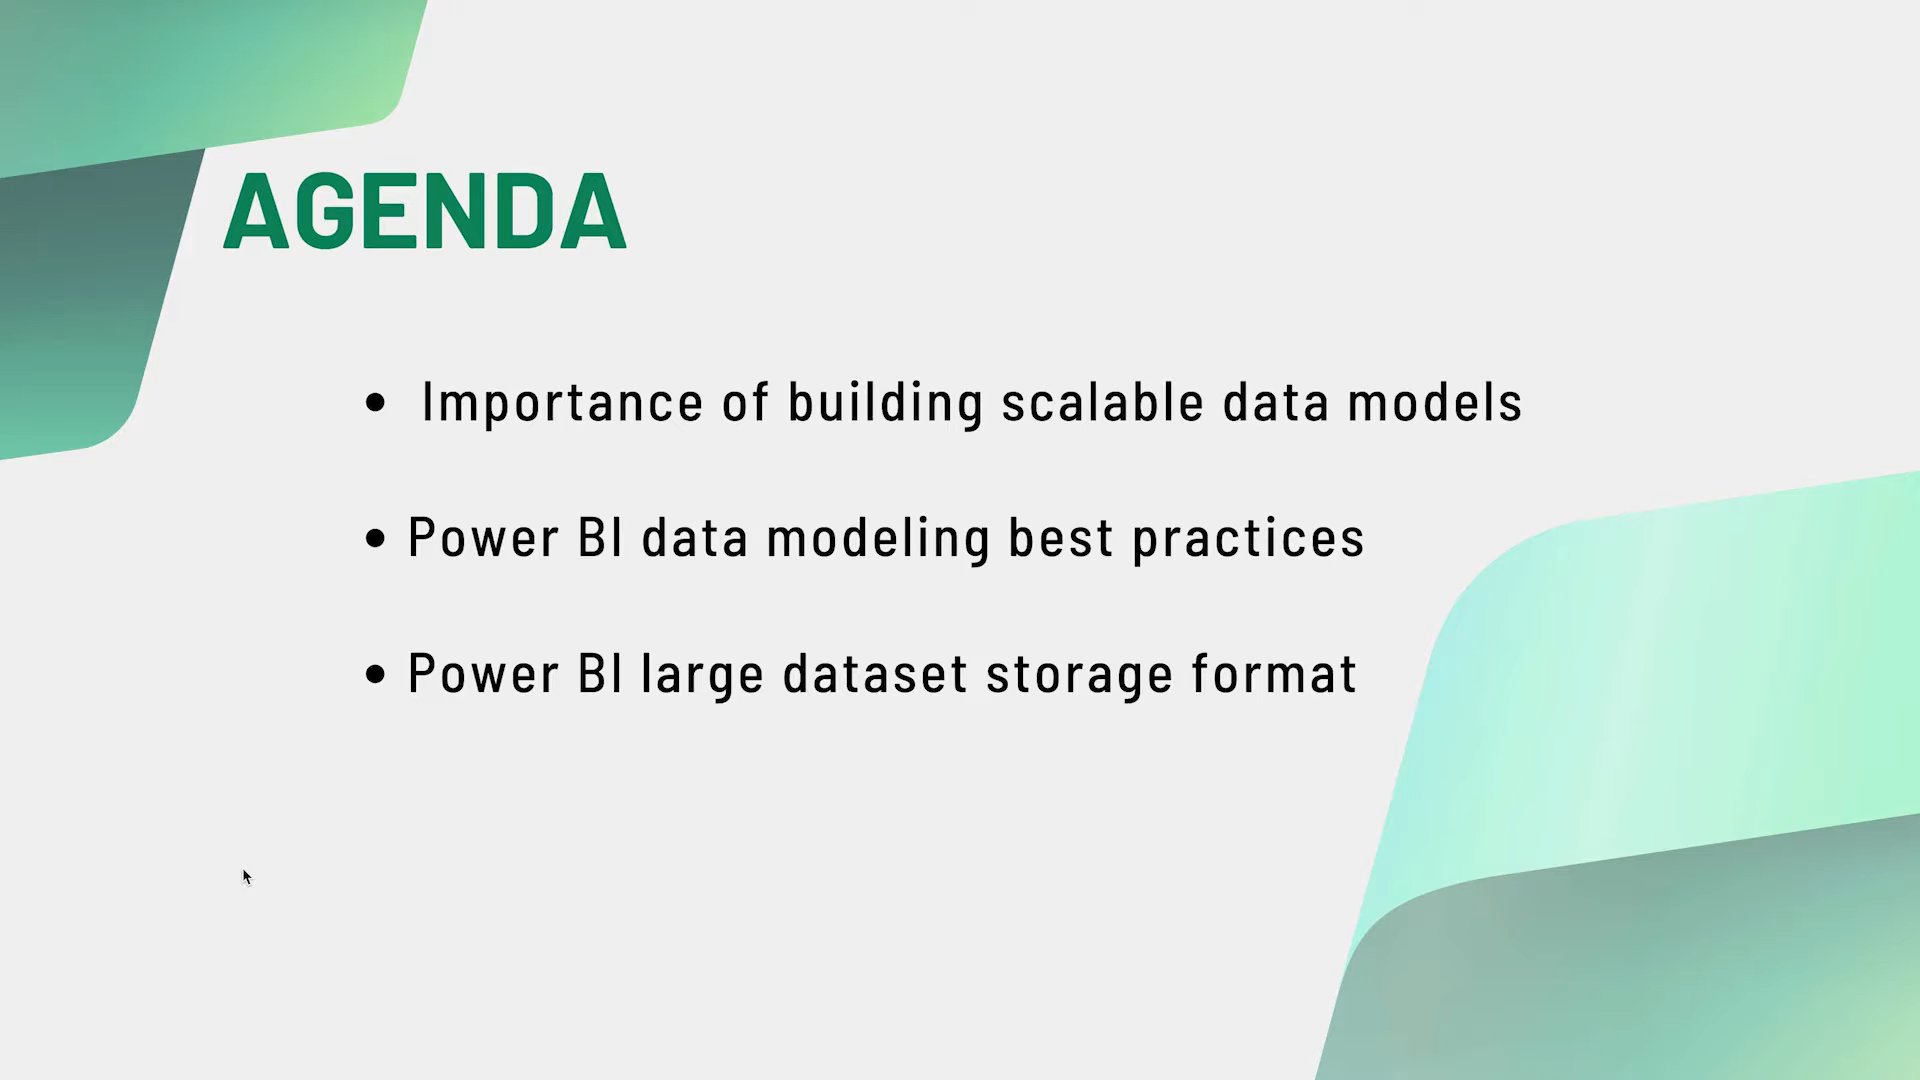 AGENDA
• Importance of building scalable data models
• Power BI data modeling best practices
• Power BI large dataset storage format